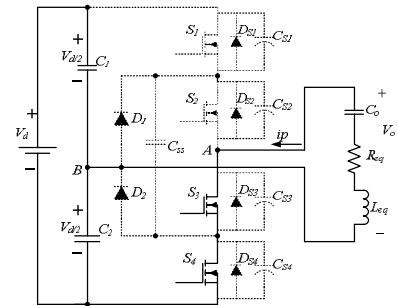 S1
DS1
CS1
+
Vd/2
C1
−
S2
DS2
CS2
D1
Css
+
Vd
−
A
ip
+
Co
Vo
Req
B
D2
S3
DS3
CS3
+
Vd/2
C2
−
Leq
−
S4
DS4
CS4